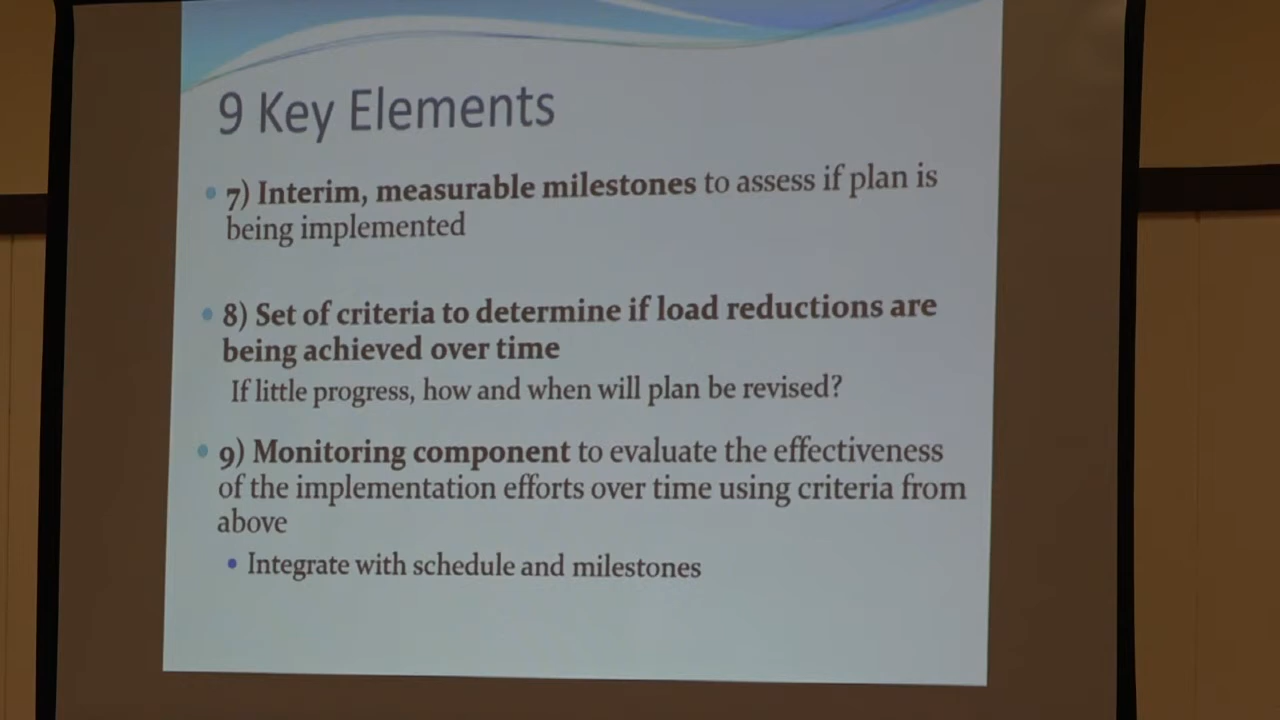 9 Key Elements
• 7) Interim, measurable milestones to assess if plan is
being implemented
• 8) Set of criteria to determine if load reductions are
being achieved over time
If little progress, how and when will plan be revised?
• 9) Monitoring component to evaluate the effectiveness
of the implementation efforts over time using criteria from
above
• Integrate with schedule and milestones